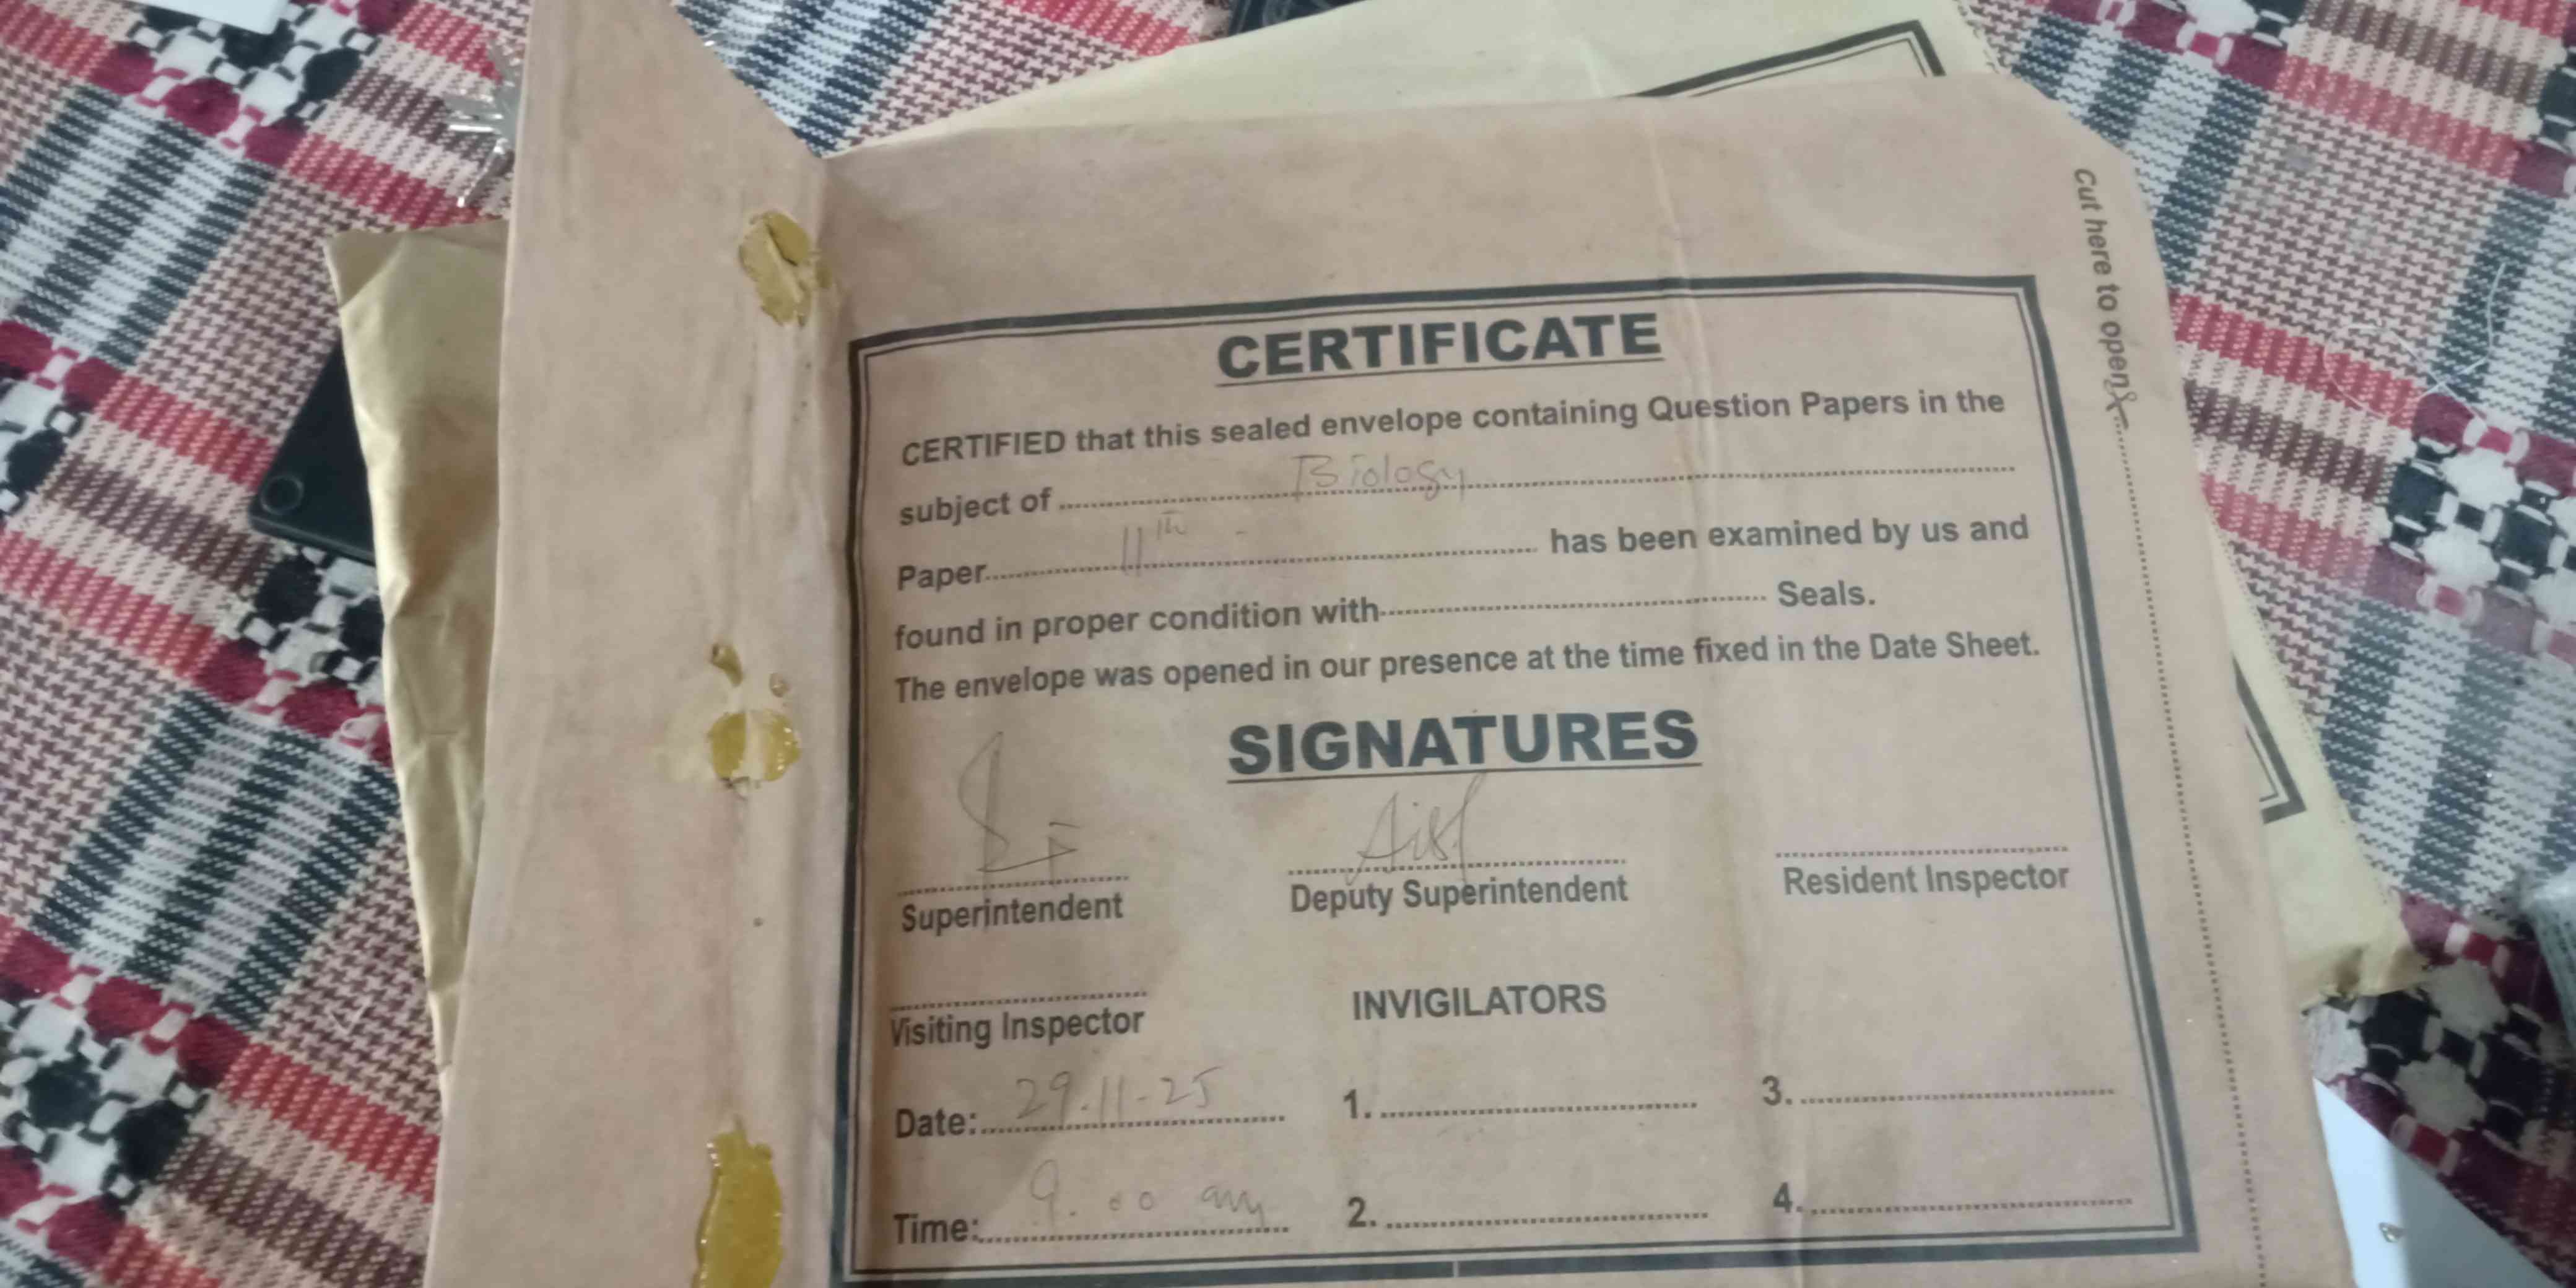 Cut here to open
CERTIFICATE
CERTIFIED that this sealed envelope containing Question Papers in the
subject of Biology
Paper 11th - has been examined by us and
found in proper condition with Seals.
The envelope was opened in our presence at the time fixed in the Date Sheet.
SIGNATURES
Superintendent Deputy Superintendent Resident Inspector
Visiting Inspector INVIGILATORS
Date: 29-11-25 1. 3.
Time: 9.00 am 2. 4.